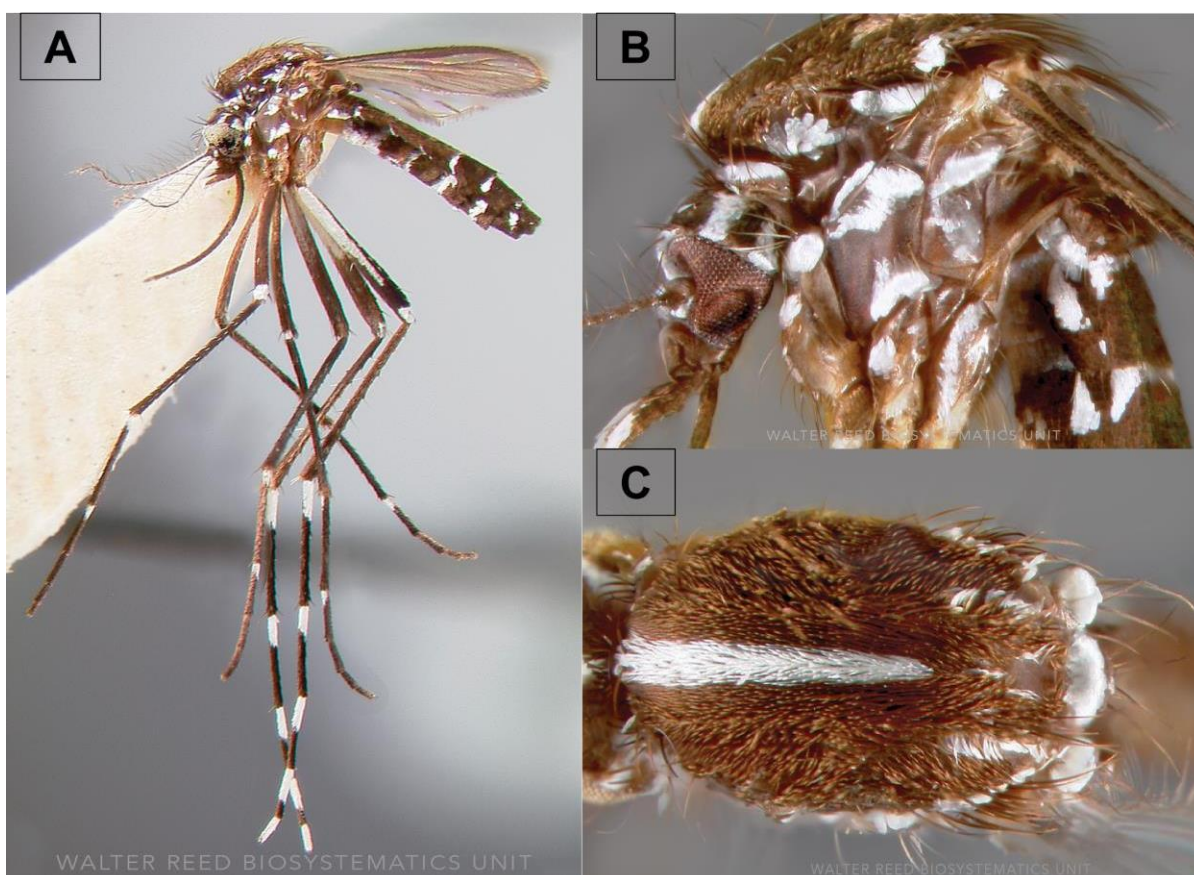 A
B
WALTER REED BIOSYSTEMATICS UNIT
C
WALTER REED BIOSYSTEMATICS UNIT
WALTER REED BIOSYSTEMATICS UNIT